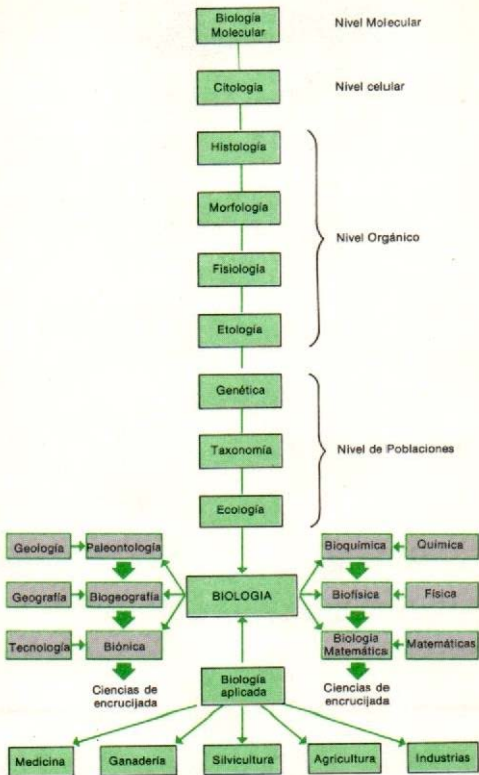 Biología
Molecular
Nivel Molecular
Citología
Nivel celular
Histología
Morfología
Nivel Orgánico
Fisiología
Etología
Genética
Taxonomía
Nivel de Poblaciones
Ecología
Geología
Paleontología
Bioquímica
Química
Geografía
Biogeografía
BIOLOGIA
Biofísica
Física
Tecnología
Biónica
Biología
Matemática
Matemáticas
Ciencias de
encrucijada
Biología
aplicada
Ciencias de
encrucijada
Medicina
Ganadería
Silvicultura
Agricultura
Industrias